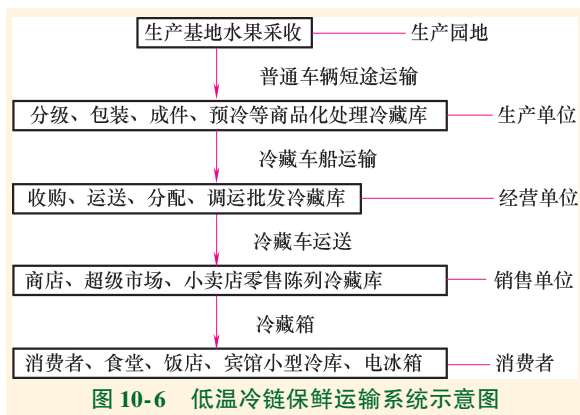 生产基地水果采收 生产园地
普通车辆短途运输
分级、包装、成件、预冷等商品化处理冷藏库 生产单位
冷藏车船运输
收购、运送、分配、调运批发冷藏库 经营单位
冷藏车运送
商店、超级市场、小卖店零售陈列冷藏库 销售单位
冷藏箱
消费者、食堂、饭店、宾馆小型冷库、电冰箱 消费者
图 10-6 低温冷链保鲜运输系统示意图